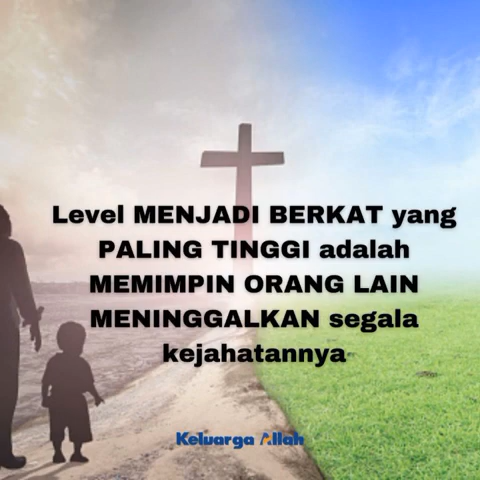 Level MENJADI BERKAT yang
PALING TINGGI adalah
MEMIMPIN ORANG LAIN
MENINGGALKAN segala
kejahatannya
Keluarga Allah